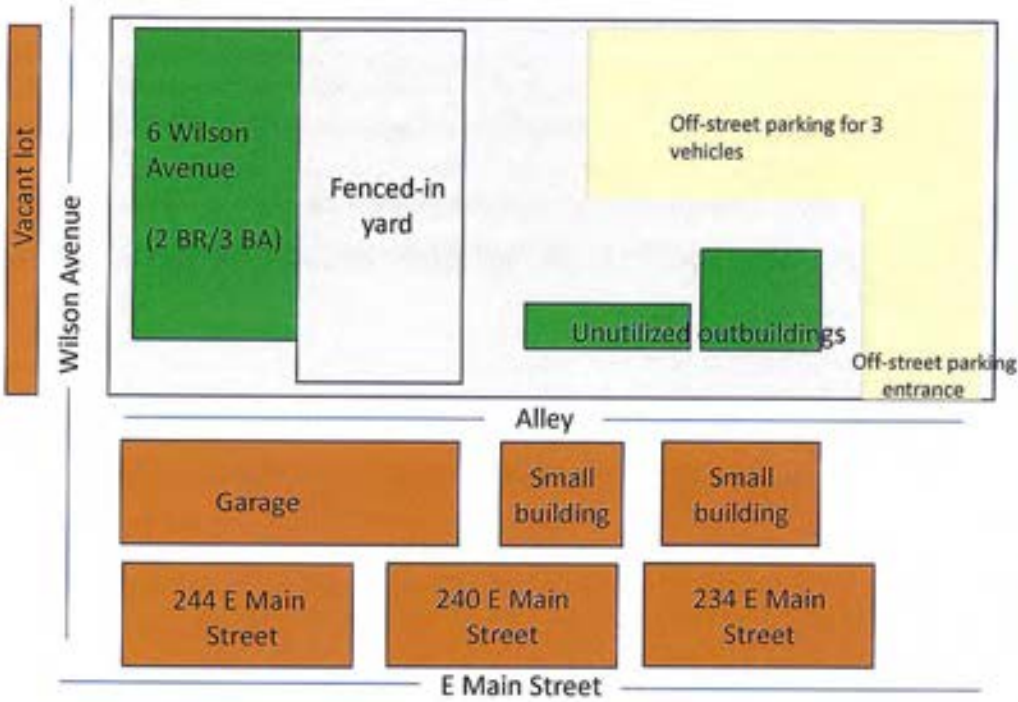 Vacant lot
Wilson Avenue
6 Wilson
Avenue
(2 BR/3 BA)
Fenced-in
yard
Off-street parking for 3
vehicles
Unutilized outbuildings
Off-street parking
entrance
Alley
Garage
Small
building
Small
building
244 E Main
Street
240 E Main
Street
234 E Main
Street
E Main Street